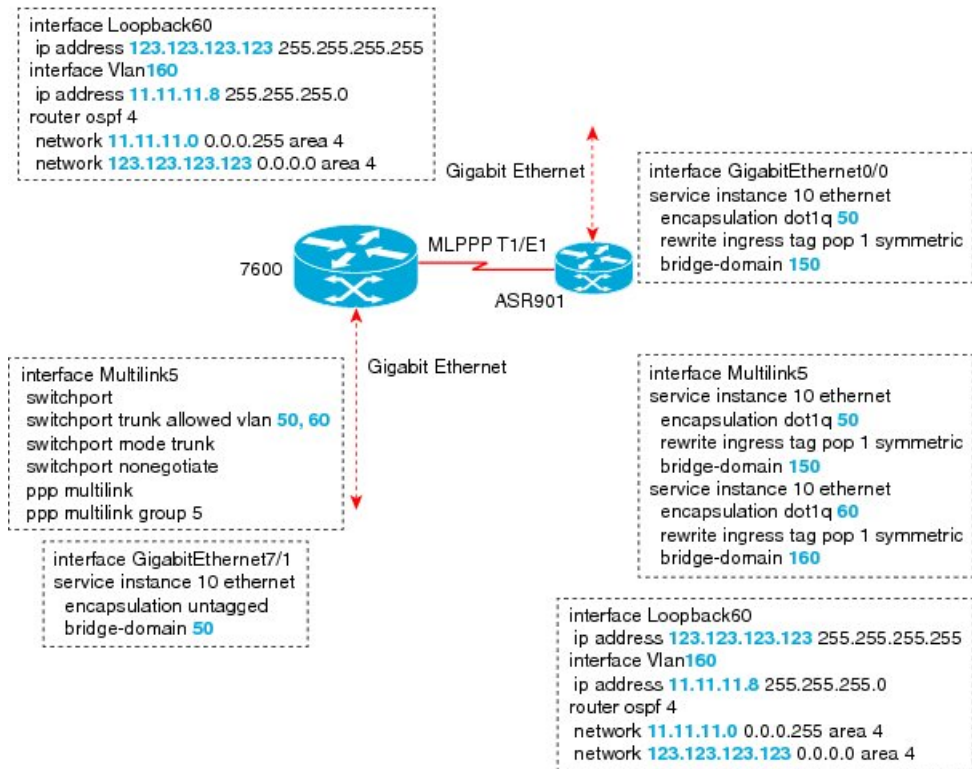 interface Loopback60
ip address 123.123.123.123 255.255.255.255
interface Vlan160
ip address 11.11.11.8 255.255.255.0
router ospf 4
network 11.11.11.0 0.0.0.255 area 4
network 123.123.123.123 0.0.0.0 area 4
Gigabit Ethernet
interface GigabitEthernet0/0
service instance 10 ethernet
encapsulation dot1q 50
rewrite ingress tag pop 1 symmetric
bridge-domain 150
7600
MLPPP T1/E1
ASR901
Gigabit Ethernet
interface Multilink5
switchport
switchport trunk allowed vlan 50, 60
switchport mode trunk
switchport nonegotiate
ppp multilink
ppp multilink group 5
interface GigabitEthernet7/1
service instance 10 ethernet
encapsulation untagged
bridge-domain 50
interface Multilink5
service instance 10 ethernet
encapsulation dot1q 50
rewrite ingress tag pop 1 symmetric
bridge-domain 150
service instance 10 ethernet
encapsulation dot1q 60
rewrite ingress tag pop 1 symmetric
bridge-domain 160
interface Loopback60
ip address 123.123.123.123 255.255.255.255
interface Vlan160
ip address 11.11.11.8 255.255.255.0
router ospf 4
network 11.11.11.0 0.0.0.255 area 4
network 123.123.123.123 0.0.0.0 area 4